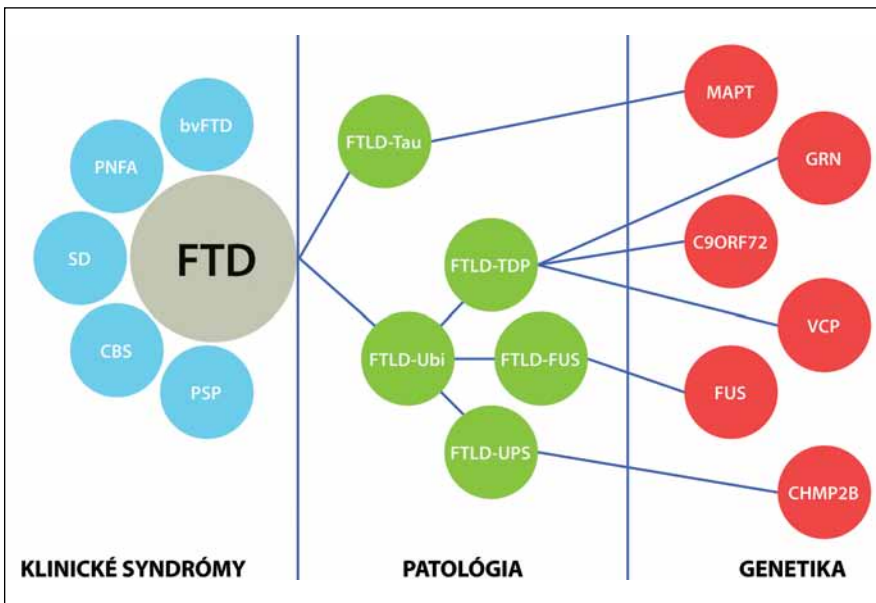 bvFTD
PNFA
SD
FTD
CBS
PSP
FTLD-Tau
FTLD-TDP
FTLD-Ubi
FTLD-FUS
FTLD-UPS
MAPT
GRN
C9ORF72
VCP
FUS
CHMP2B
KLINICKÉ SYNDRÓMY
PATOLÓGIA
GENETIKA